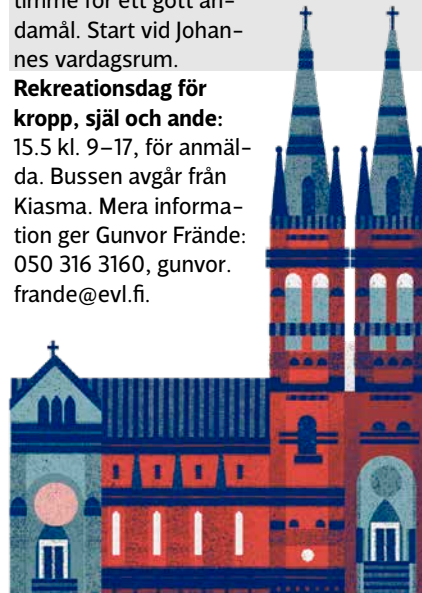 timme för ett gott än-
damål. Start vid Johan-
nes vardagsrum.
Rekreationsdag för
kropp, själ och ande:
15.5 kl. 9–17, för anmäl-
da. Bussen avgår från
Kiasma. Mera informa-
tion ger Gunvor Frände:
050 316 3160, gunvor.
frande@evl.fi.